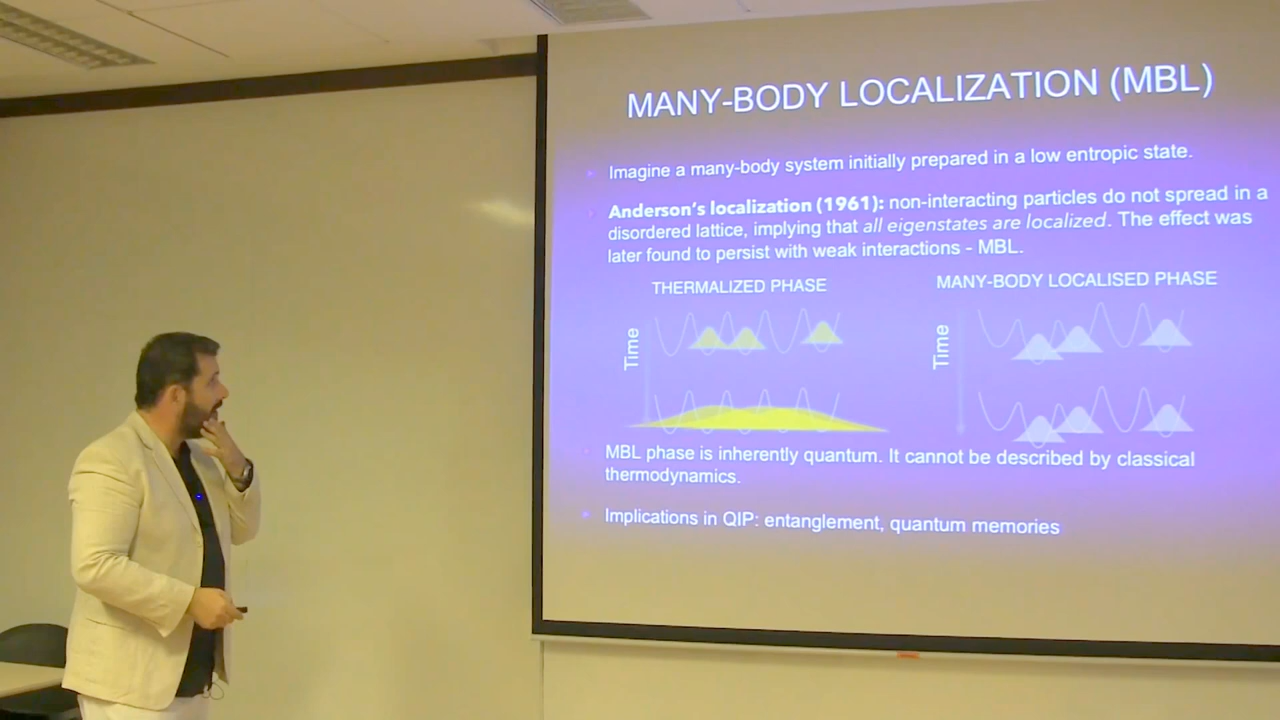 MANY-BODY LOCALIZATION (MBL)
Imagine a many-body system initially prepared in a low entropic state.
Anderson's localization (1961): non-interacting particles do not spread in a
disordered lattice, implying that all eigenstates are localized. The effect was
later found to persist with weak interactions - MBL.
THERMALIZED PHASE
MANY-BODY LOCALISED PHASE
Time
Time
MBL phase is inherently quantum. It cannot be described by classical
thermodynamics.
Implications in QIP: entanglement, quantum memories